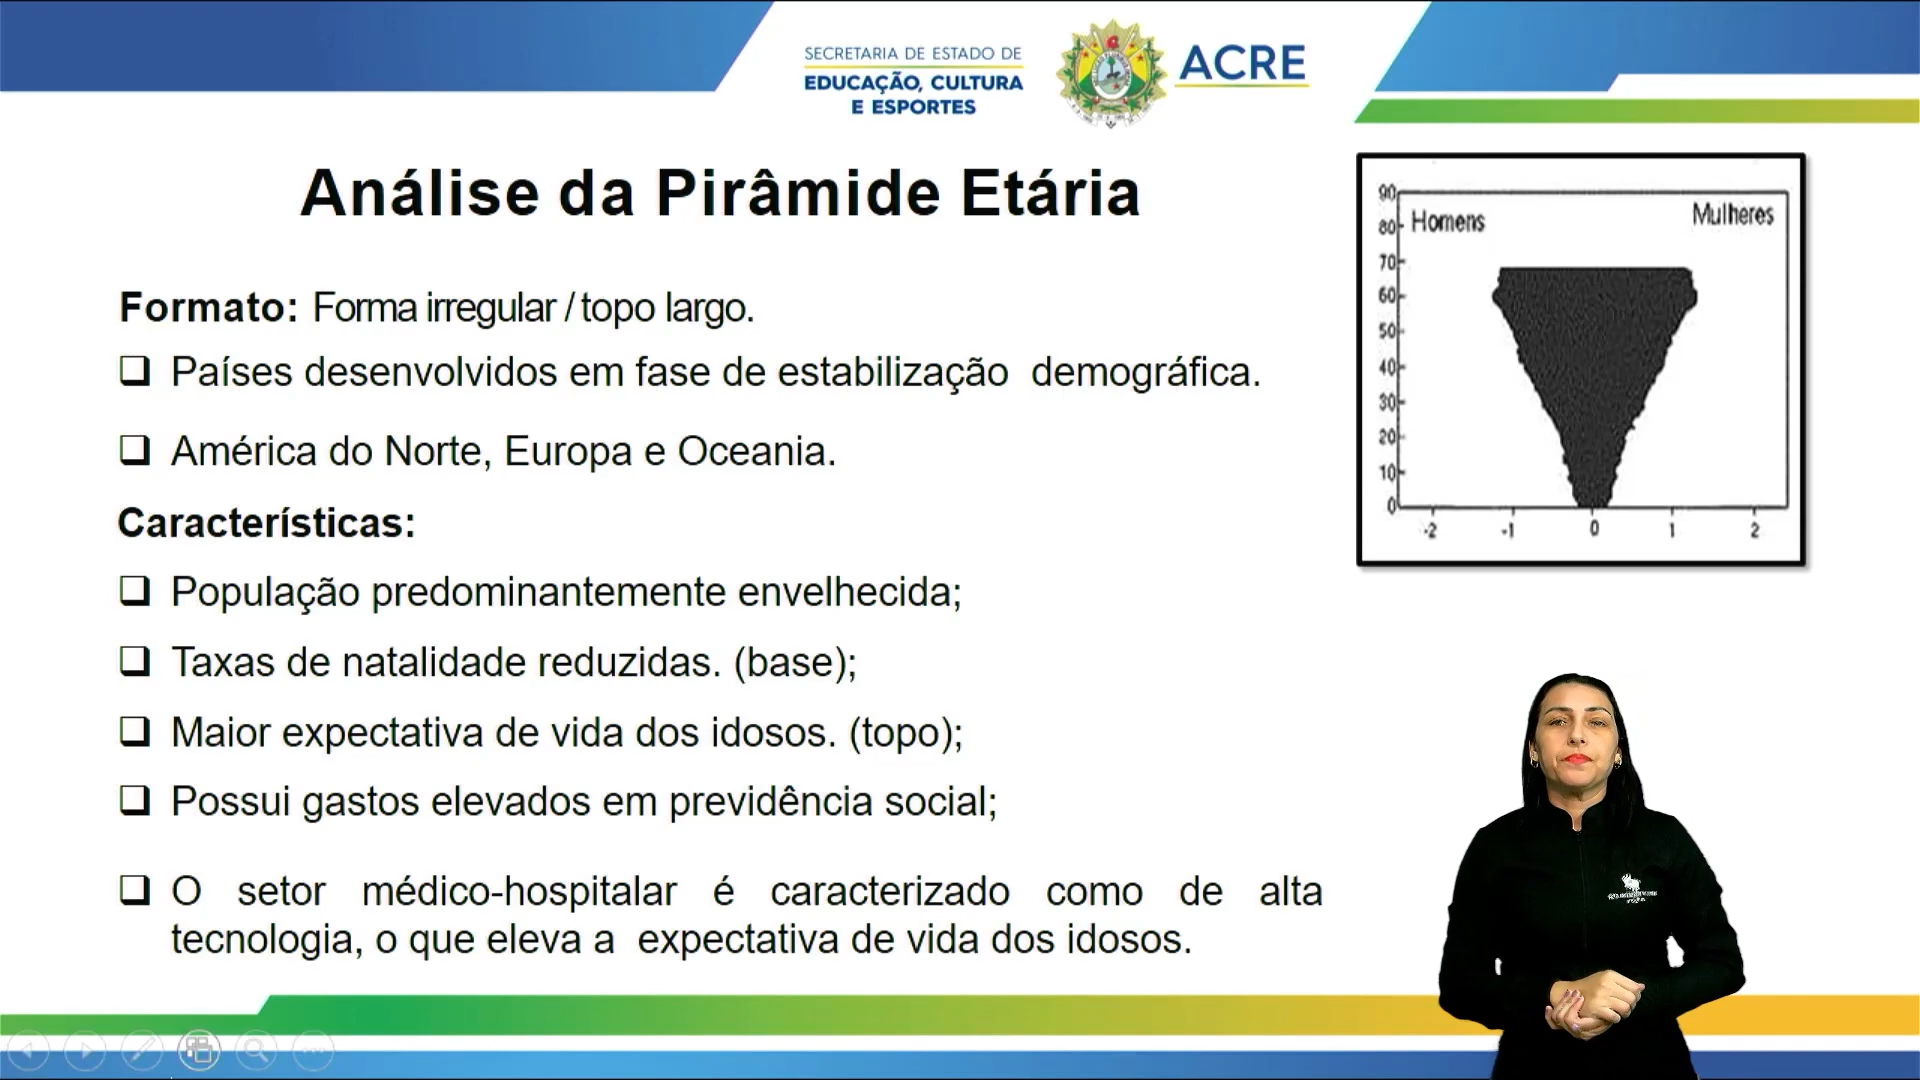 SECRETARIA DE ESTADO DE
EDUCAÇÃO, CULTURA
E ESPORTES
ACRE
Análise da Pirâmide Etária
Formato: Forma irregular / topo largo.
Países desenvolvidos em fase de estabilização demográfica.
América do Norte, Europa e Oceania.
Características:
População predominantemente envelhecida;
Taxas de natalidade reduzidas. (base);
Maior expectativa de vida dos idosos. (topo);
Possui gastos elevados em previdência social;
O setor médico-hospitalar é caracterizado como de alta
tecnologia, o que eleva a expectativa de vida dos idosos.
Homens
Mulheres
90
80
70
60
50
40
30
20
10
0
-2 -1 0 1 2